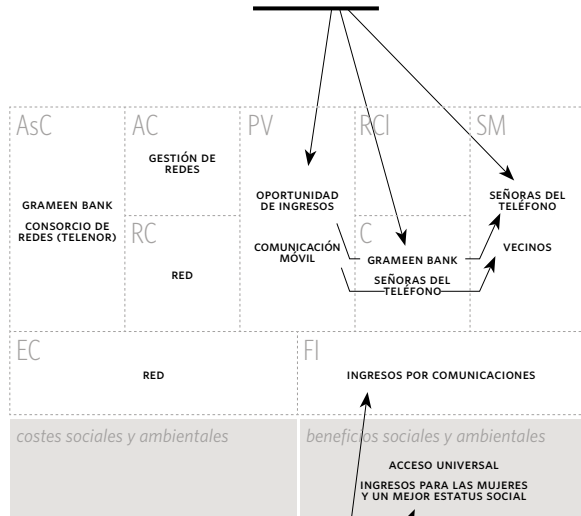 AsC
GRAMEEN BANK
CONSORCIO DE
REDES (TELENOR)
AC
GESTIÓN DE
REDES
RC
RED
PV
OPORTUNIDAD
DE INGRESOS
COMUNICACIÓN
MÓVIL
RCl
C
GRAMEEN BANK
SEÑORAS DEL
TELÉFONO
SM
SEÑORAS DEL
TELÉFONO
VECINOS
EC
RED
FI
INGRESOS POR COMUNICACIONES
costes sociales y ambientales
beneficios sociales y ambientales
ACCESO UNIVERSAL
INGRESOS PARA LAS MUJERES
Y UN MEJOR ESTATUS SOCIAL